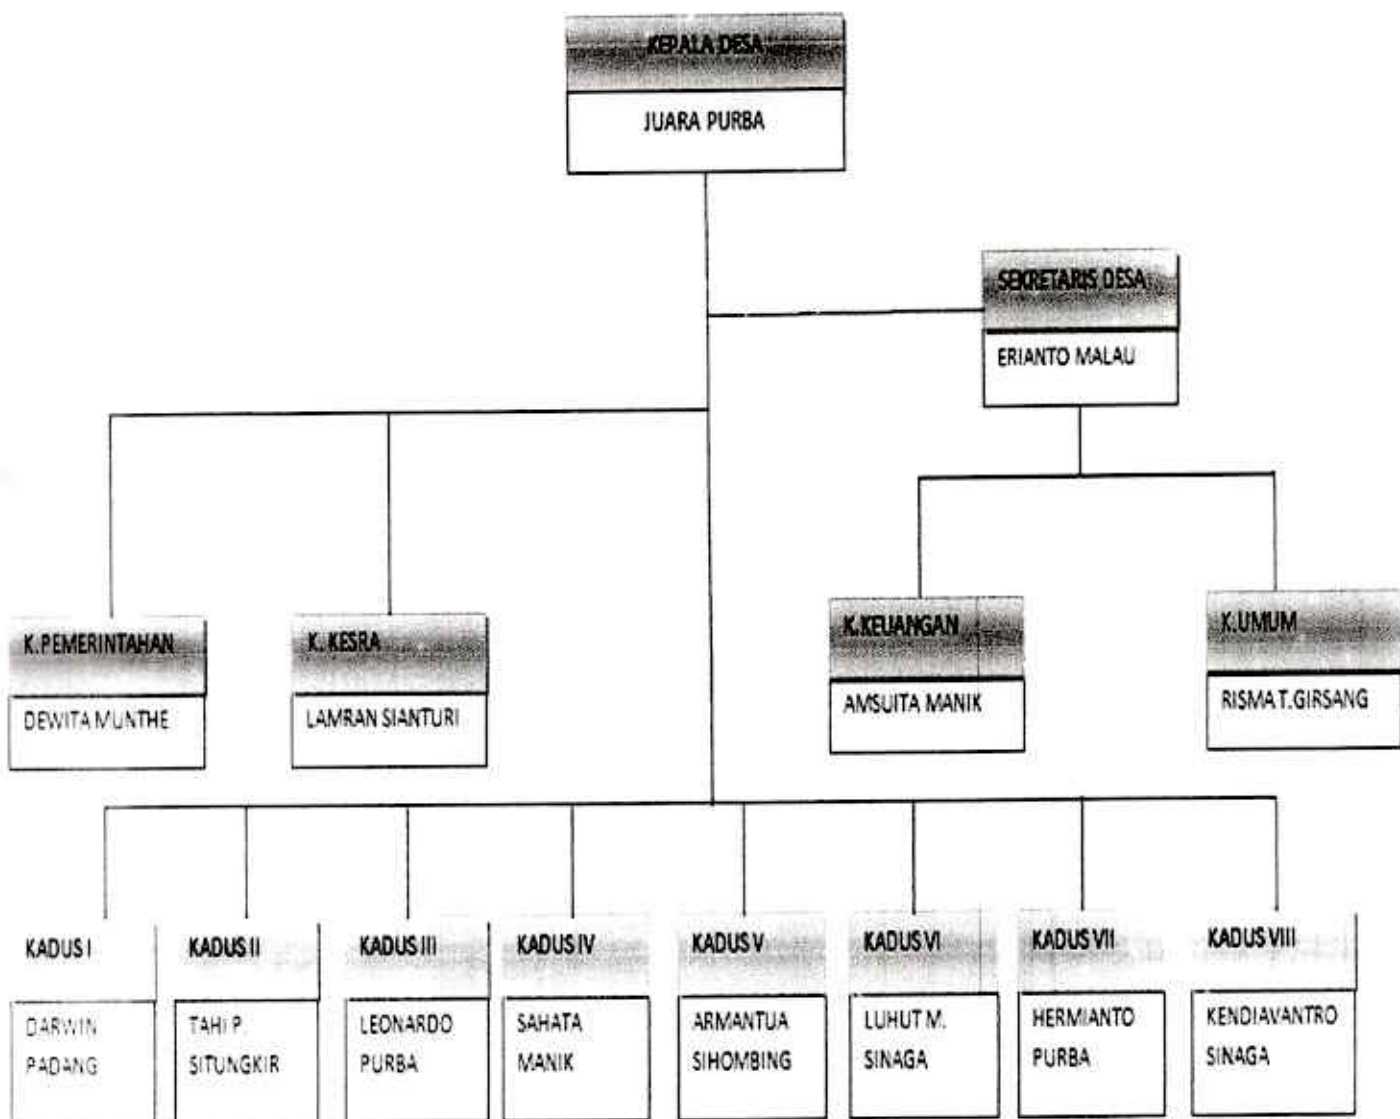 KEPALA DESA
JUARA PURBA
SEKRETARIS DESA
ERIANTO MALAU
K.PEMERINTAHAN
DEWITA MUNTHE
K. KESRA
LAMRAN SIANTURI
K.KEUANGAN
AMSUITA MANIK
K.UMUM
RISMA T.GIRSANG
KADUS I
DARWIN
PADANG
KADUS II
TAHI P.
SITUNGKIR
KADUS III
LEONARDO
PURBA
KADUS IV
SAHATA
MANIK
KADUS V
ARMANTUA
SIHOMBING
KADUS VI
LUHUT M.
SINAGA
KADUS VII
HERMIANTO
PURBA
KADUS VIII
KENDIAVANTRO
SINAGA